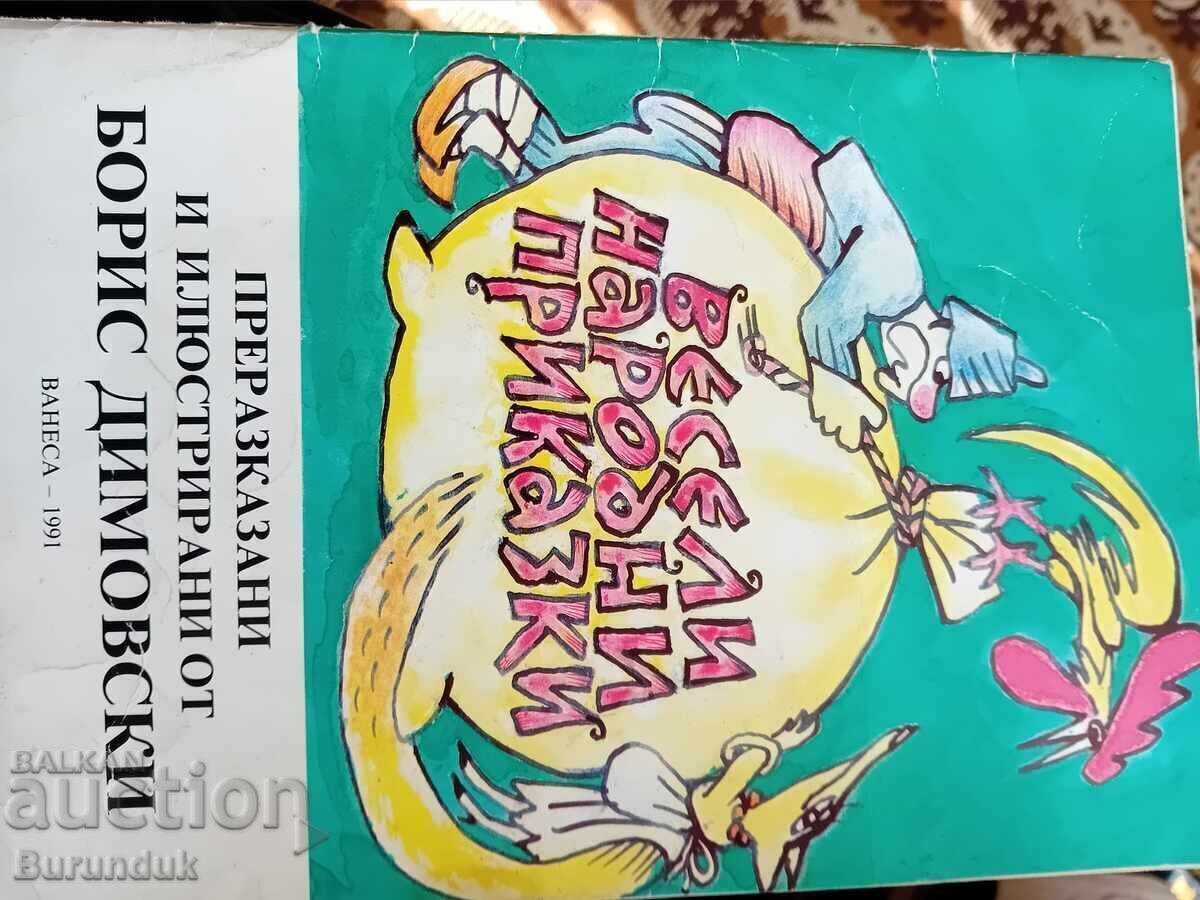 ВЕСЕЛИ
НАРОДНИ
ПРИКАЗКИ
ПРЕРАЗКАЗАНИ
И ИЛЮСТРИРАНИ ОТ
БОРИС ДИМОВСКИ
ВАНЕСА – 1991
BALKAN
auction
Burunduk